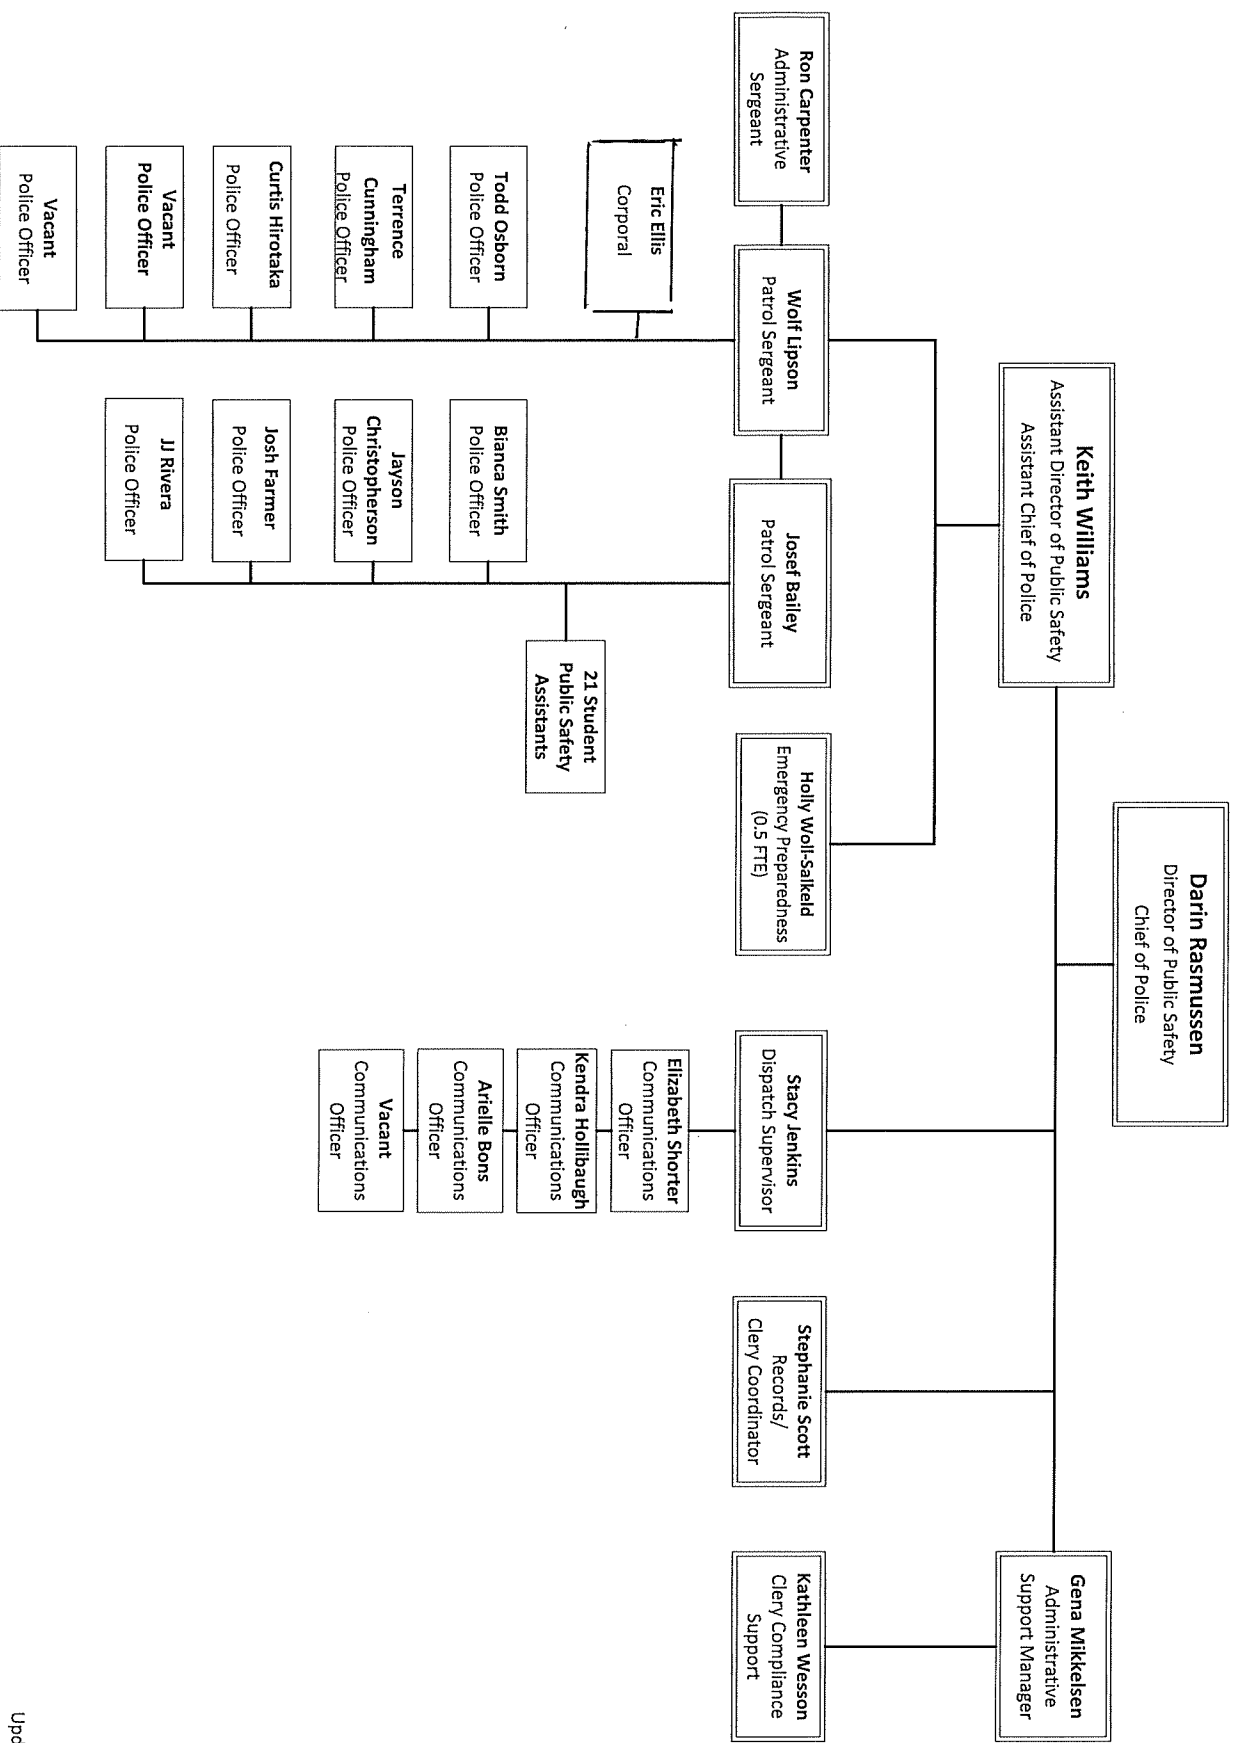 Darin Rasmussen
Director of Public Safety
Chief of Police
Keith Williams
Assistant Director of Public Safety
Assistant Chief of Police
Gena Mikkelsen
Administrative
Support Manager
Ron Carpenter
Administrative
Sergeant
Wolf Lipson
Patrol Sergeant
Josef Bailey
Patrol Sergeant
Holly Woll-Salkeld
Emergency Preparedness
(0.5 FTE)
Stacy Jenkins
Dispatch Supervisor
Stephanie Scott
Records/
Clery Coordinator
Kathleen Wesson
Clery Compliance
Support
Eric Ellis
Corporal
Todd Osborn
Police Officer
Terrence
Cunningham
Police Officer
Curtis Hirotaka
Police Officer
Vacant
Police Officer
Vacant
Police Officer
Bianca Smith
Police Officer
Jayson
Christopherson
Police Officer
Josh Farmer
Police Officer
JJ Rivera
Police Officer
21 Student
Public Safety
Assistants
Elizabeth Shorter
Communications
Officer
Kendra Hollibaugh
Communications
Officer
Arielle Bons
Communications
Officer
Vacant
Communications
Officer
Upd